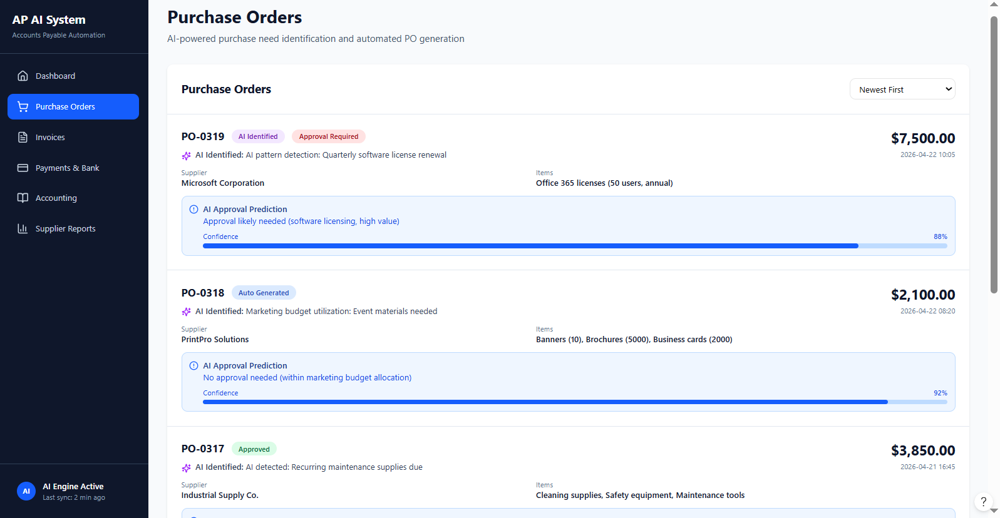 AP AI System
Accounts Payable Automation
Dashboard
Purchase Orders
Invoices
Payments & Bank
Accounting
Supplier Reports
AI
AI Engine Active
Last sync: 2 min ago
Purchase Orders
AI-powered purchase need identification and automated PO generation
Purchase Orders
Newest First
PO-0319 AI Identified Approval Required
$7,500.00
AI Identified: AI pattern detection: Quarterly software license renewal
2026-04-22 10:05
Supplier
Microsoft Corporation
Items
Office 365 licenses (50 users, annual)
AI Approval Prediction
Approval likely needed (software licensing, high value)
Confidence 88%
PO-0318 Auto Generated
$2,100.00
AI Identified: Marketing budget utilization: Event materials needed
2026-04-22 08:20
Supplier
PrintPro Solutions
Items
Banners (10), Brochures (5000), Business cards (2000)
AI Approval Prediction
No approval needed (within marketing budget allocation)
Confidence 92%
PO-0317 Approved
$3,850.00
AI Identified: AI detected: Recurring maintenance supplies due
2026-04-21 16:45
Supplier
Industrial Supply Co.
Items
Cleaning supplies, Safety equipment, Maintenance tools
?